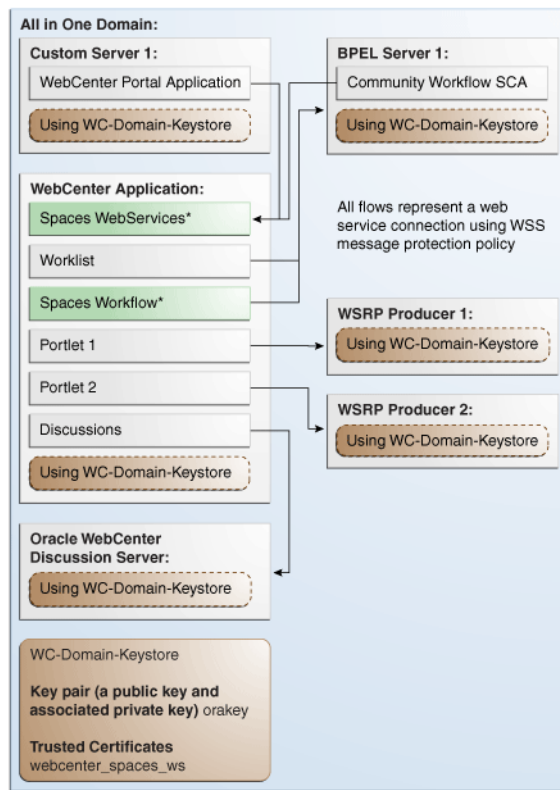 All in One Domain:
Custom Server 1:
WebCenter Portal Application
Using WC-Domain-Keystore
BPEL Server 1:
Community Workflow SCA
Using WC-Domain-Keystore
WebCenter Application:
Spaces WebServices*
Worklist
Spaces Workflow*
Portlet 1
Portlet 2
Discussions
Using WC-Domain-Keystore
All flows represent a web
service connection using WSS
message protection policy
WSRP Producer 1:
Using WC-Domain-Keystore
WSRP Producer 2:
Using WC-Domain-Keystore
Oracle WebCenter
Discussion Server:
Using WC-Domain-Keystore
WC-Domain-Keystore
Key pair (a public key and
associated private key) orakey
Trusted Certificates
webcenter_spaces_ws